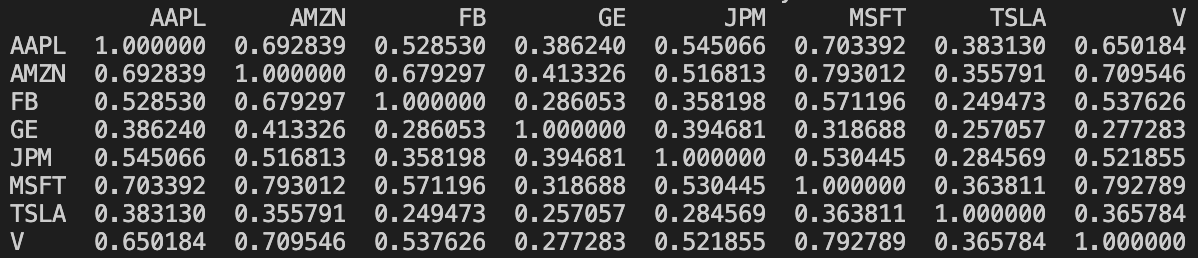 AAPL AMZN FB GE JPM MSFT TSLA V
AAPL 1.000000 0.692839 0.528530 0.386240 0.545066 0.703392 0.383130 0.650184
AMZN 0.692839 1.000000 0.679297 0.413326 0.516813 0.793012 0.355791 0.709546
FB 0.528530 0.679297 1.000000 0.286053 0.358198 0.571196 0.249473 0.537626
GE 0.386240 0.413326 0.286053 1.000000 0.394681 0.318688 0.257057 0.277283
JPM 0.545066 0.516813 0.358198 0.394681 1.000000 0.530445 0.284569 0.521855
MSFT 0.703392 0.793012 0.571196 0.318688 0.530445 1.000000 0.363811 0.792789
TSLA 0.383130 0.355791 0.249473 0.257057 0.284569 0.363811 1.000000 0.365784
V 0.650184 0.709546 0.537626 0.277283 0.521855 0.792789 0.365784 1.000000